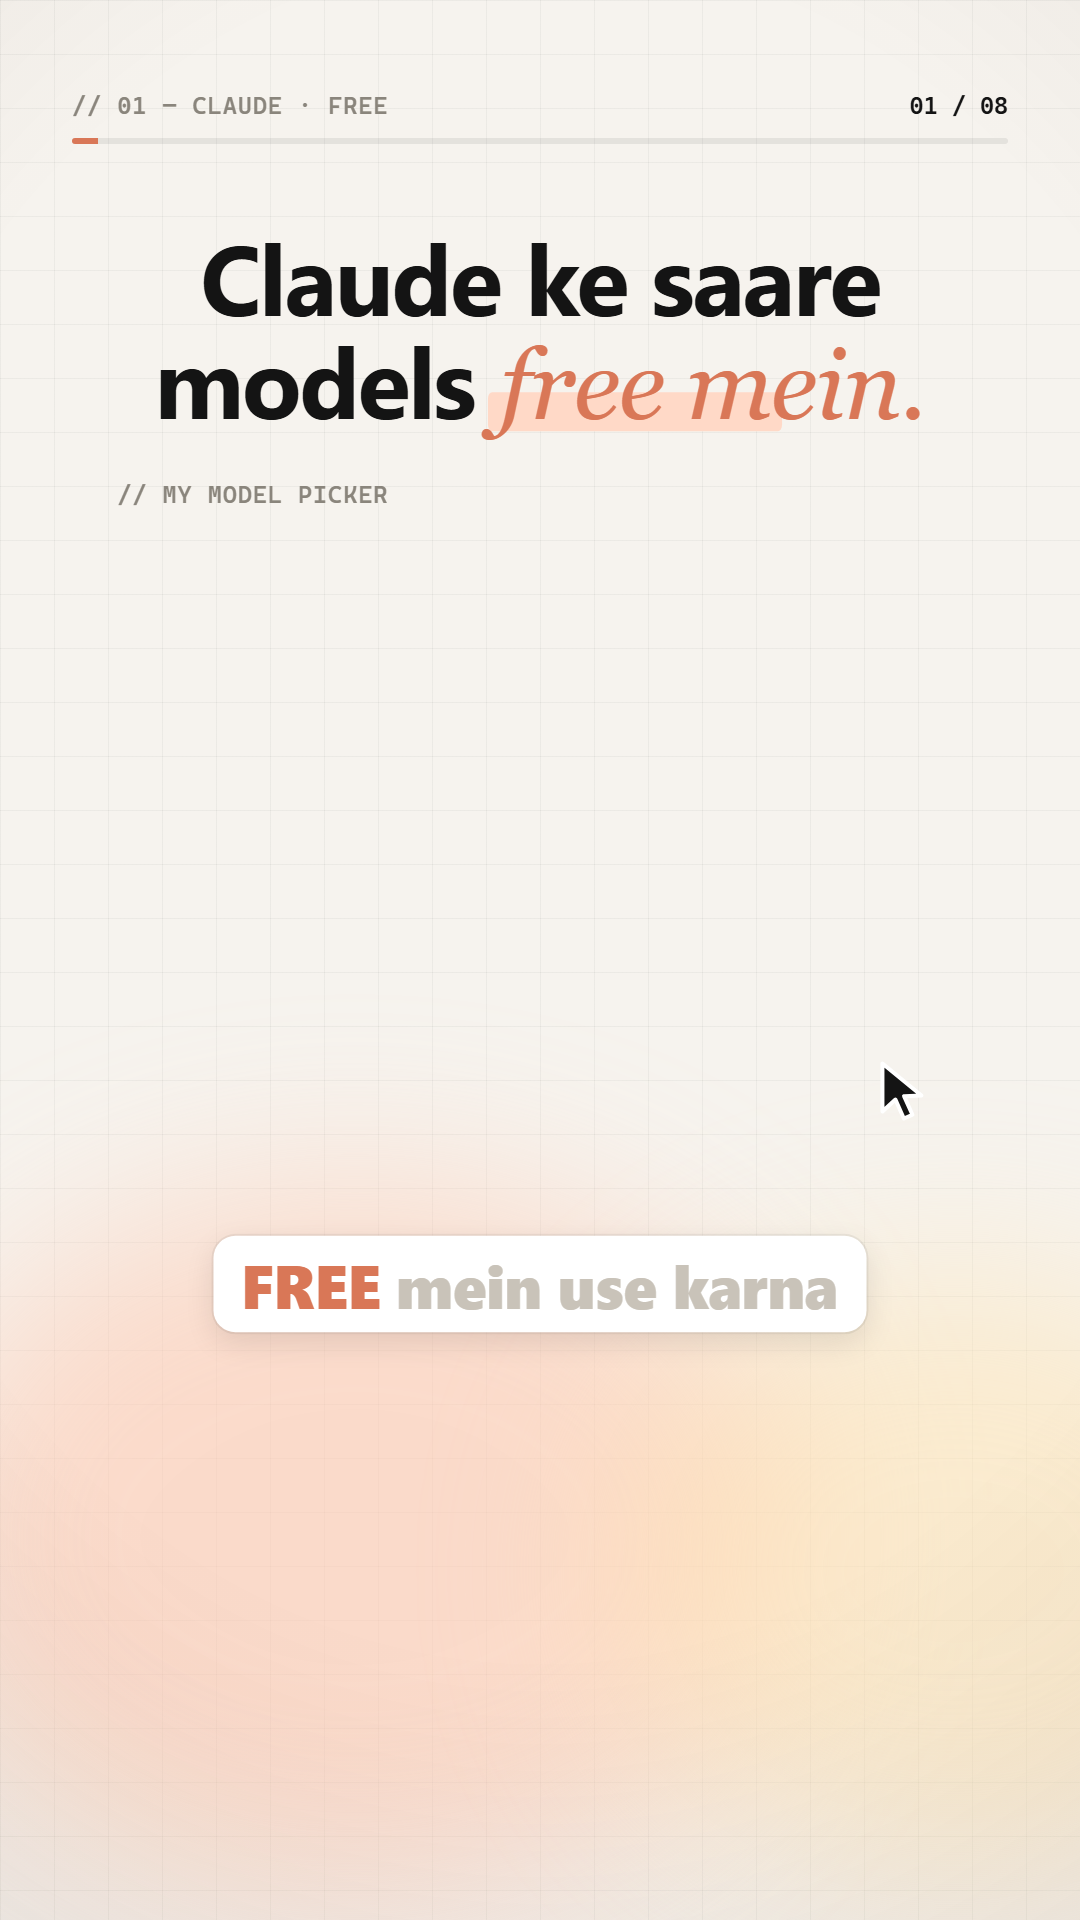 // 01 — CLAUDE · FREE
01 / 08
Claude ke saare
models free mein.
// MY MODEL PICKER
FREE mein use karna